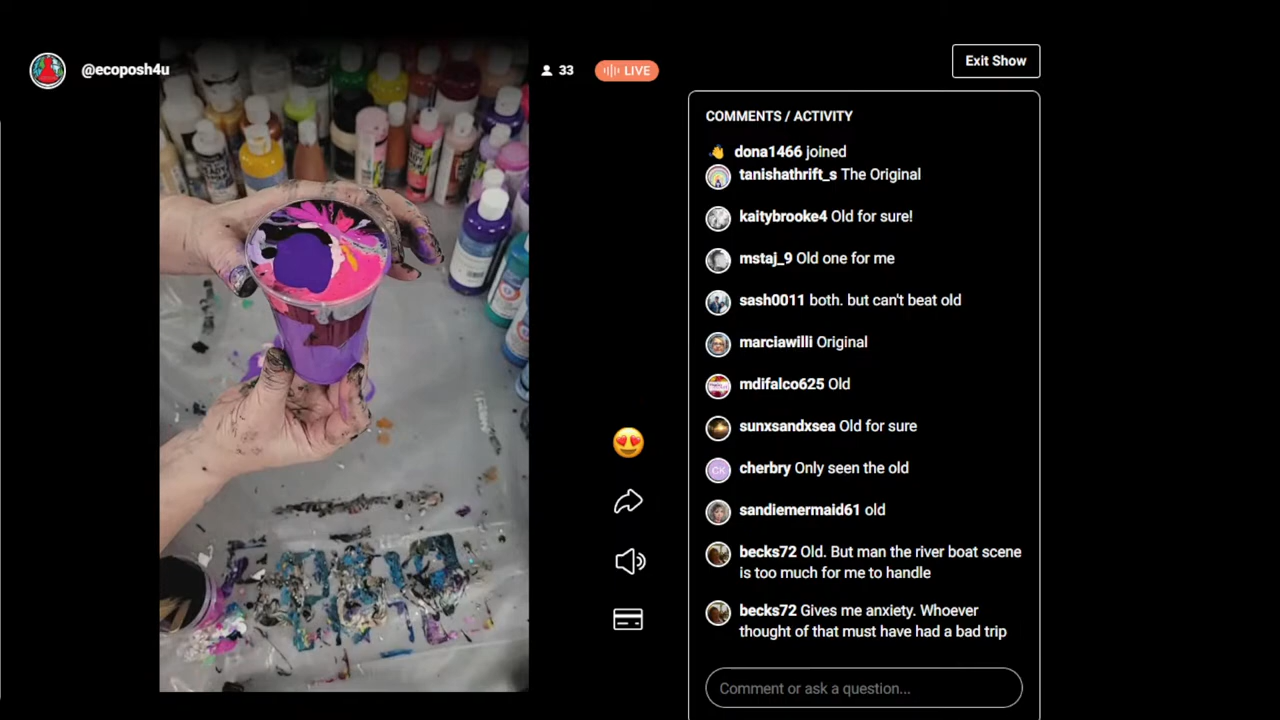 @ecoposh4u
33
LIVE
Exit Show
COMMENTS / ACTIVITY
dona1466 joined
tanishathrift_s The Original
kaitybrooke4 Old for sure!
mstaj_9 Old one for me
sash0011 both. but can't beat old
marciawilli Original
mdifalco625 Old
sunxsandxsea Old for sure
cherbry Only seen the old
CK
sandiemermaid61 old
becks72 Old. But man the river boat scene
is too much for me to handle
becks72 Gives me anxiety. Whoever
thought of that must have had a bad trip
Comment or ask a question...